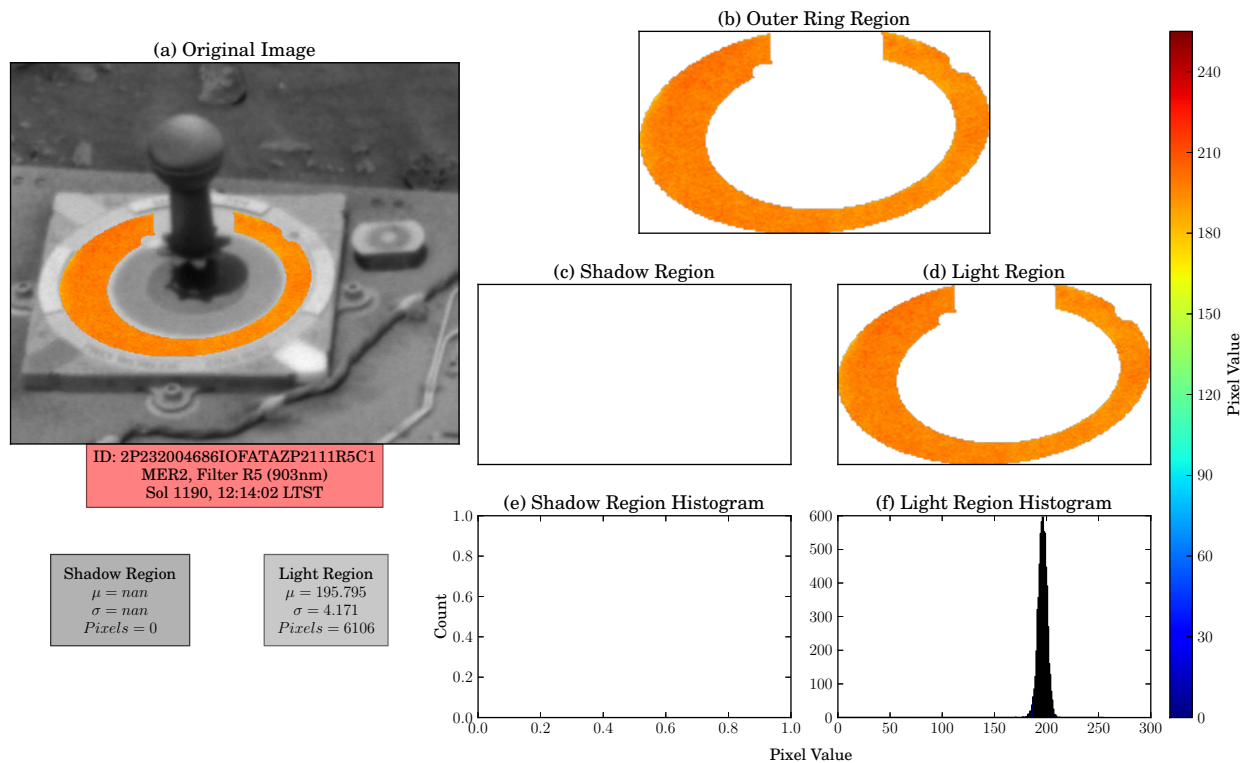 (a) Original Image
(b) Outer Ring Region
(c) Shadow Region
(d) Light Region
ID: 2P232004686IOFATAZP2111R5C1
MER2, Filter R5 (903nm)
Sol 1190, 12:14:02 LTST
Shadow Region
μ = nan
σ = nan
Pixels = 0
Light Region
μ = 195.795
σ = 4.171
Pixels = 6106
(e) Shadow Region Histogram
1.0
0.8
0.6
0.4
0.2
0.0
Count
0.0 0.2 0.4 0.6 0.8 1.0
(f) Light Region Histogram
600
500
400
300
200
100
0
0 50 100 150 200 250 300
Pixel Value
240
210
180
150
120
90
60
30
0
Pixel Value